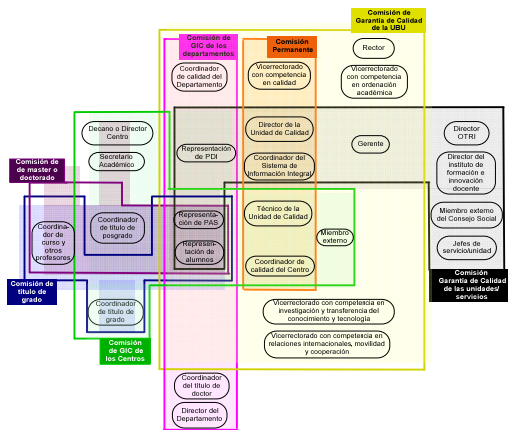 Comisión de
Garantía de Calidad
de la UBU
Comisión de
GIC de los
departamentos
Comisión
Permanente
Rector
Coordinador
de calidad del
Departamento
Vicerrectorado
con competencia
en calidad
Vicerrectorado
con competencia
en ordenación
académica
Decano o Director
Centro
Director de la
Unidad de Calidad
Director
OTRI
Secretario
Académico
Representación
de PDI
Gerente
Comisión de
de master o
doctorado
Coordinador del
Sistema de
Información Integral
Director del
instituto de
formación e
innovación
docente
Coordina-
dor de
curso y
otros
profesores
Coordinador
de título de
posgrado
Representa-
ción de PAS
Técnico de la
Unidad de Calidad
Miembro externo
del Consejo Social
Miembro
externo
Represen-
tación de
alumnos
Jefes de
servicio/unidad
Coordinador de
calidad del Centro
Comisión de
título de
grado
Comisión
Garantía de Calidad
de las unidades/
servicios
Coordinador
de título de
grado
Vicerrectorado con competencia en
investigación y transferencia del
conocimiento y tecnología
Comisión
de GIC de
los Centros
Vicerrectorado con competencia en
relaciones internacionales, movilidad
y cooperación
Coordinador
del título de
doctor
Director del
Departamento